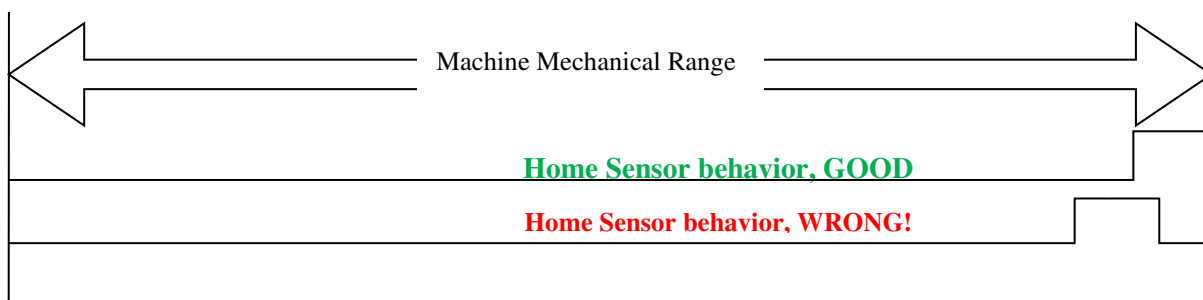 Machine Mechanical Range
Home Sensor behavior, GOOD
Home Sensor behavior, WRONG!